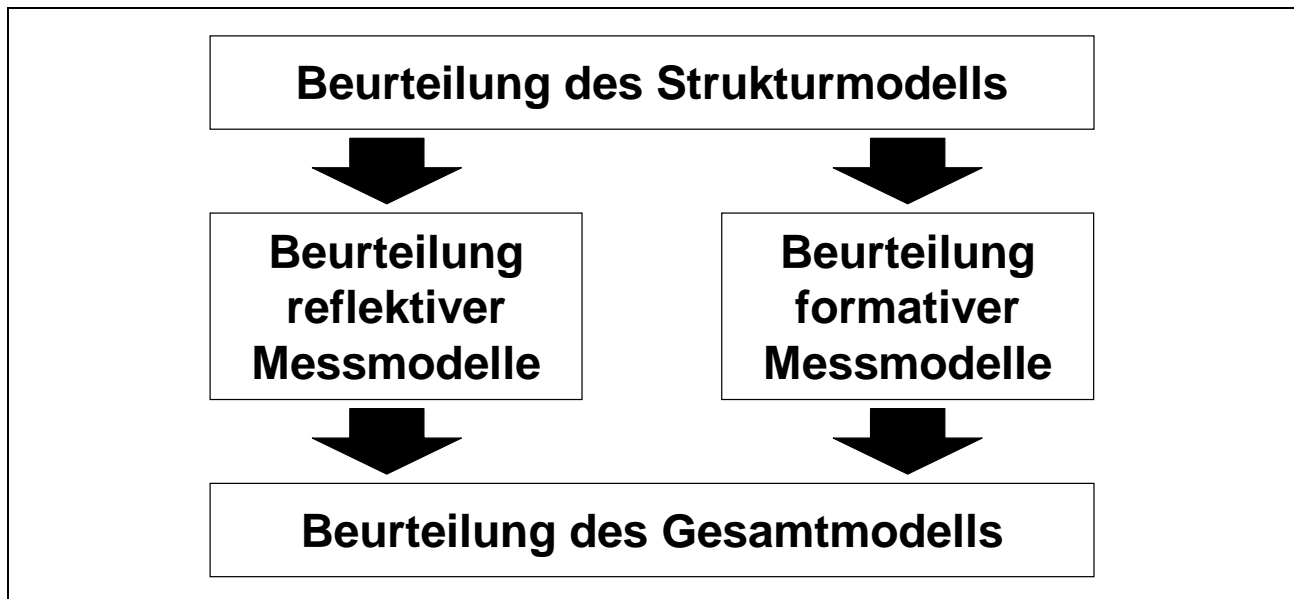 Beurteilung des Strukturmodells
Beurteilung
reflektiver
Messmodelle
Beurteilung
formativer
Messmodelle
Beurteilung des Gesamtmodells